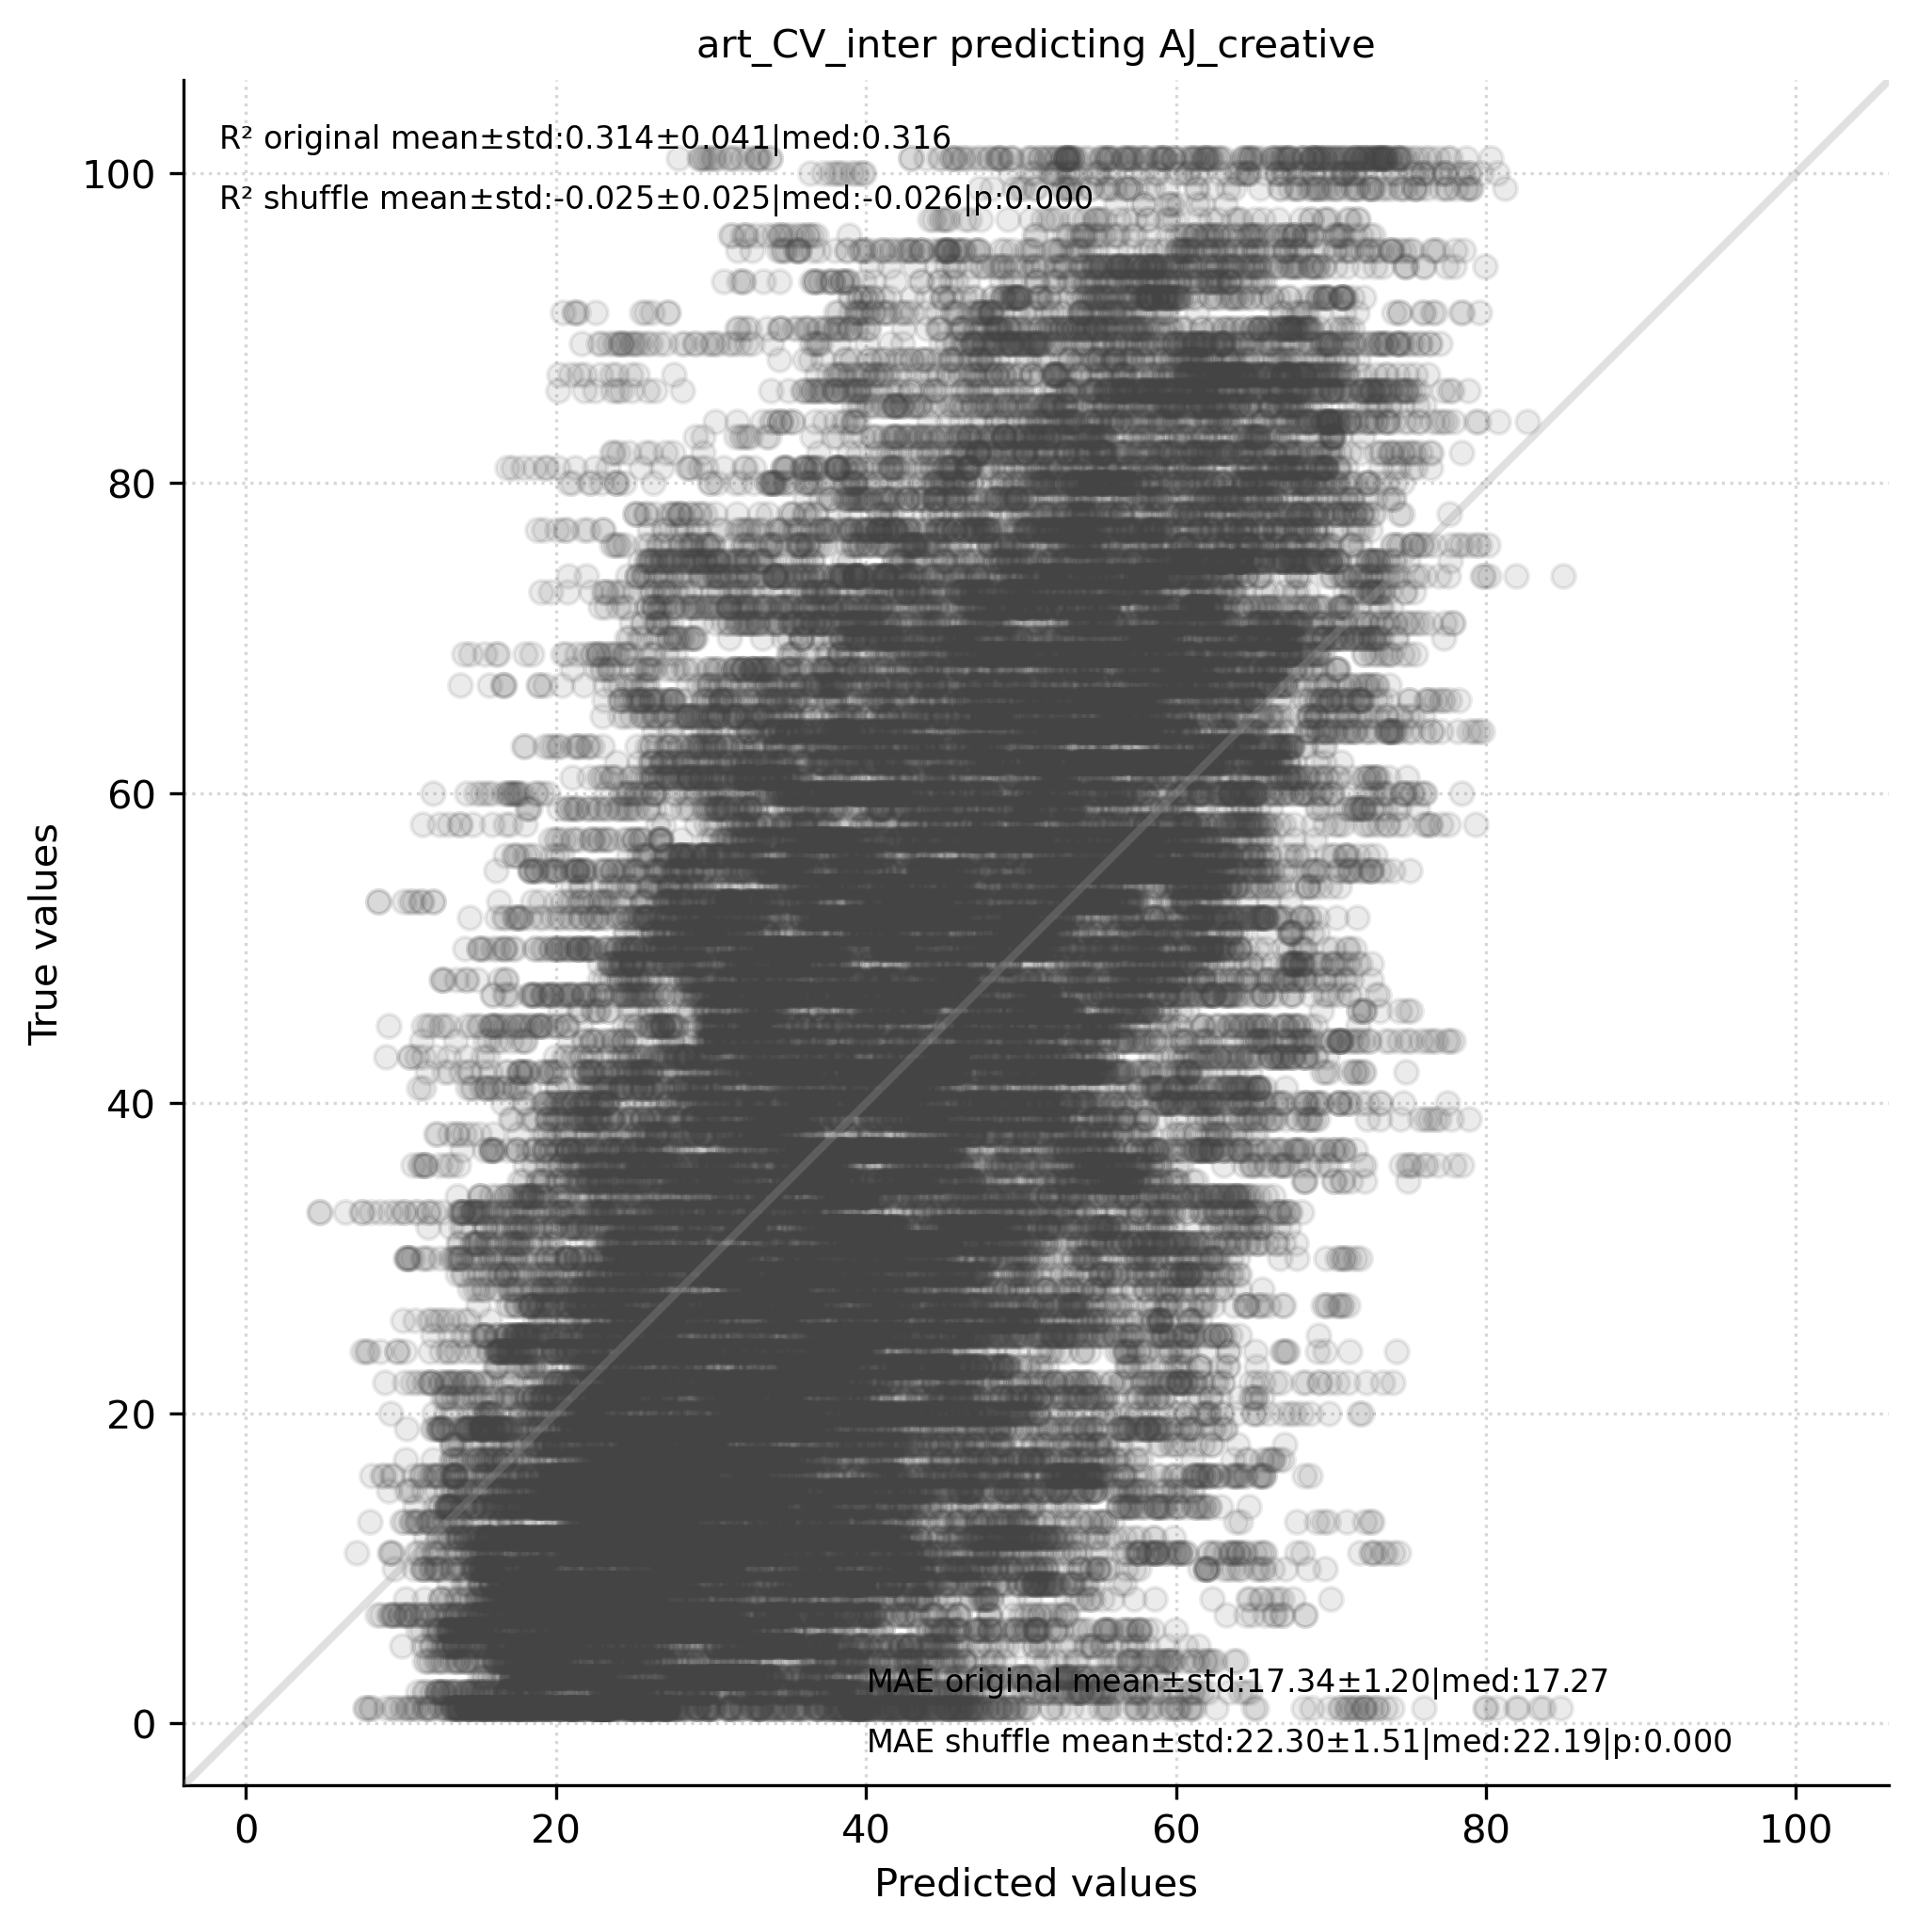 art_CV_inter predicting AJ_creative
R² original mean±std:0.314±0.041|med:0.316
R² shuffle mean±std:-0.025±0.025|med:-0.026|p:0.000
100
80
60
40
20
0
True values
MAE original mean±std:17.34±1.20|med:17.27
MAE shuffle mean±std:22.30±1.51|med:22.19|p:0.000
0 20 40 60 80 100
Predicted values